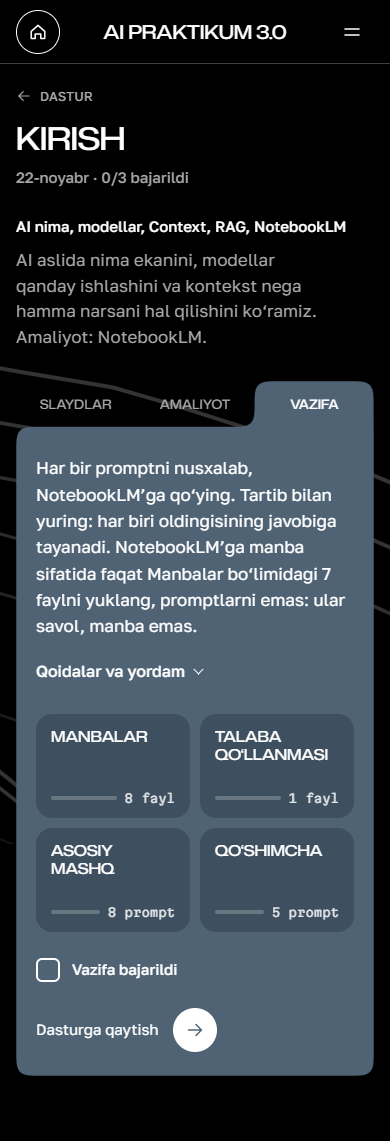 AI PRAKTIKUM 3.0
← DASTUR
KIRISH
22-noyabr · 0/3 bajarildi
AI nima, modellar, Context, RAG, NotebookLM
AI aslida nima ekanini, modellar
qanday ishlashini va kontekst nega
hamma narsani hal qilishini koʻramiz.
Amaliyot: NotebookLM.
SLAYDLAR
AMALIYOT
VAZIFA
Har bir promptni nusxalab,
NotebookLM’ga qoʻying. Tartib bilan
yuring: har biri oldingisining javobiga
tayanadi. NotebookLM’ga manba
sifatida faqat Manbalar boʻlimidagi 7
faylni yuklang, promptlarni emas: ular
savol, manba emas.
Qoidalar va yordam
MANBALAR
8 fayl
TALABA
QOʻLLANMASI
1 fayl
ASOSIY
MASHQ
8 prompt
QOʻSHIMCHA
5 prompt
Vazifa bajarildi
Dasturga qaytish →